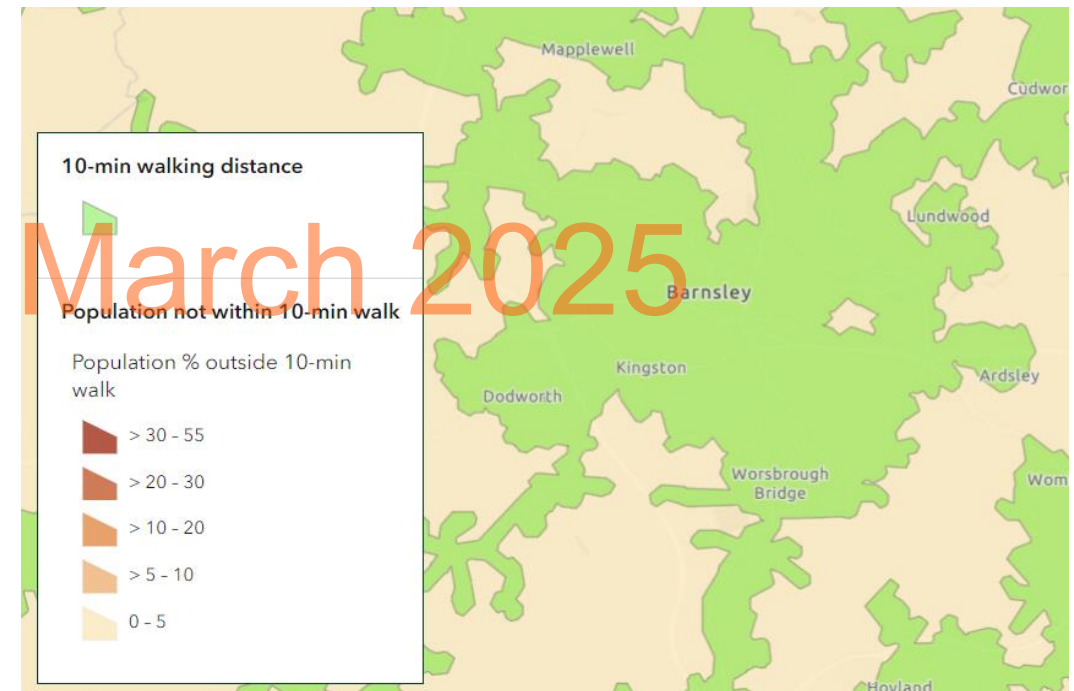 Mapplewell
Cudwor
10-min walking distance
Lundwood
March 2025
Barnsley
Population not within 10-min walk
Population % outside 10-min
walk
Kingston
Ardsley
Dodworth
> 30 - 55
> 20 - 30
Worsbrough
Bridge
Wom
> 10 - 20
> 5 - 10
0 - 5
Hoyland